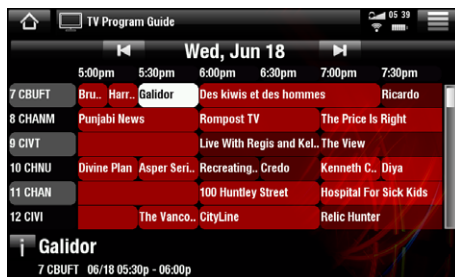 TV Program Guide 05 39
Wed, Jun 18
5:00pm 5:30pm 6:00pm 6:30pm 7:00pm 7:30pm
7 CBUFT Bru.. Harr.. Galidor Des kiwis et des hommes Ricardo
8 CHANM Punjabi News Rompost TV The Price Is Right
9 CIVT Live With Regis and Kel.. The View
10 CHNU Divine Plan Asper Seri.. Recreating.. Credo Kenneth C.. Diya
11 CHAN 100 Huntley Street Hospital For Sick Kids
12 CIVI The Vanco.. CityLine Relic Hunter
i Galidor
7 CBUFT 06/18 05:30p - 06:00p